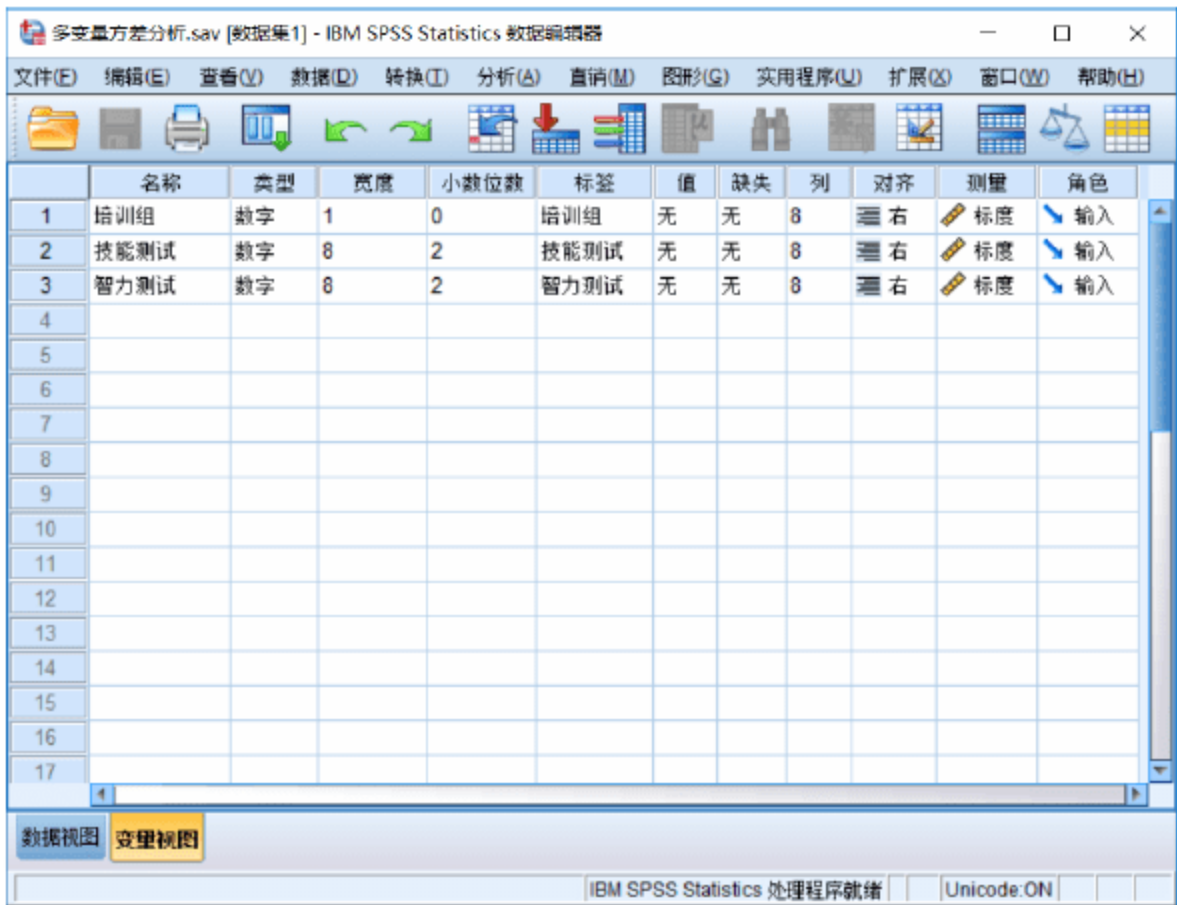 多变量方差分析.sav [数据集1] - IBM SPSS Statistics 数据编辑器
文件(F) 编辑(E) 查看(V) 数据(D) 转换(T) 分析(A) 直销(M) 图形(G) 实用程序(U) 扩展(X) 窗口(W) 帮助(H)
名称 类型 宽度 小数位数 标签 值 缺失 列 对齐 测量 角色
1 培训组 数字 1 0 培训组 无 无 8 右 标度 输入
2 技能测试 数字 8 2 技能测试 无 无 8 右 标度 输入
3 智力测试 数字 8 2 智力测试 无 无 8 右 标度 输入
4
5
6
7
8
9
10
11
12
13
14
15
16
17
数据视图 变量视图
IBM SPSS Statistics 处理程序就绪 Unicode:ON